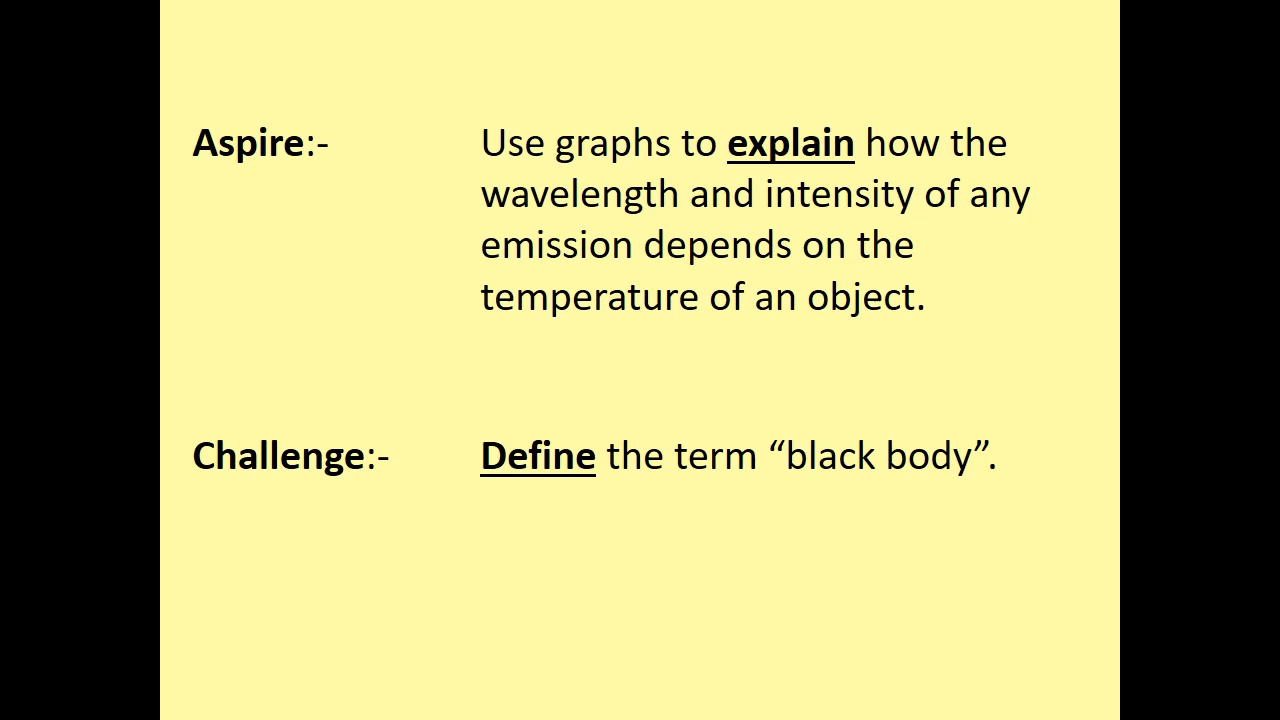 Aspire:- Use graphs to explain how the
wavelength and intensity of any
emission depends on the
temperature of an object.
Challenge:- Define the term “black body”.